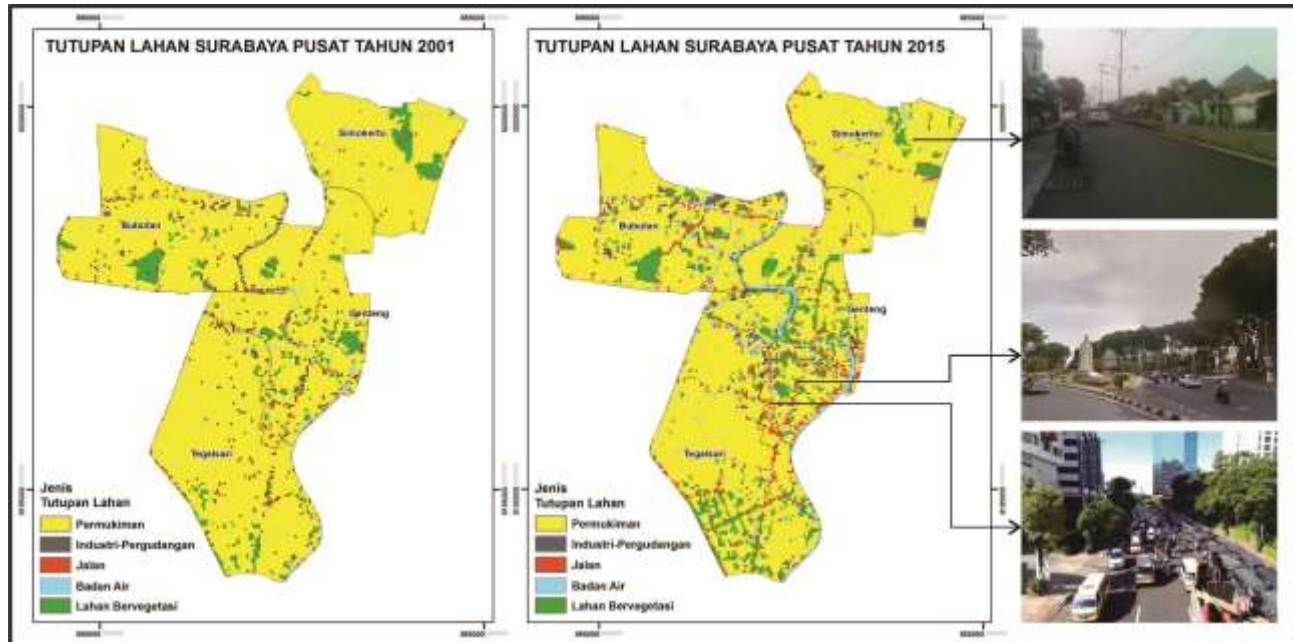 TUTUPAN LAHAN SURABAYA PUSAT TAHUN 2001
Simokerto
Bubutan
Genteng
Tegalsari
Jenis
Tutupan Lahan
Permukiman
Industri-Pergudangan
Jalan
Badan Air
Lahan Bervegetasi
TUTUPAN LAHAN SURABAYA PUSAT TAHUN 2015
Simokerto
Bubutan
Genteng
Tegalsari
Jenis
Tutupan Lahan
Permukiman
Industri-Pergudangan
Jalan
Badan Air
Lahan Bervegetasi